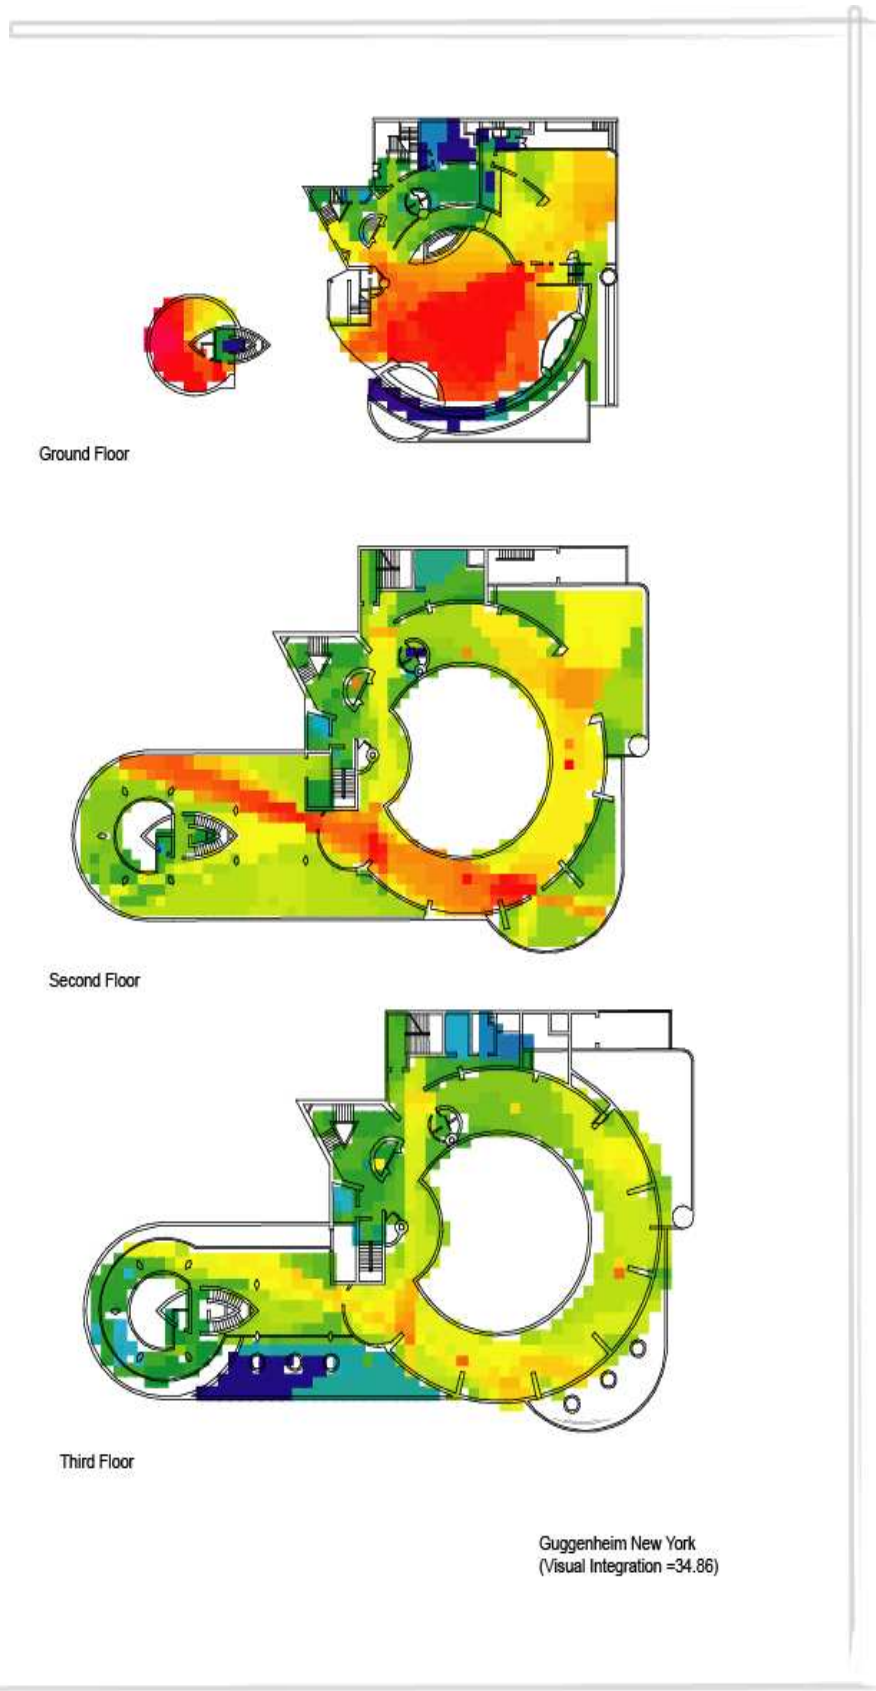 Ground Floor
Second Floor
Third Floor
Guggenheim New York
(Visual Integration =34.86)